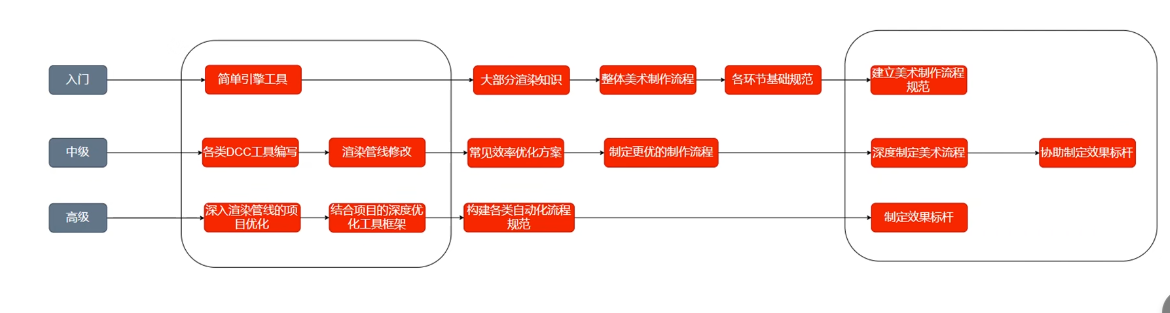 入门
简单引擎工具
大部分渲染知识
整体美术制作流程
各环节基础规范
建立美术制作流程
规范
中级
各类DCC工具编写
渲染管线修改
常见效率优化方案
制定更优的制作流程
深度制定美术流程
协助制定效果标杆
高级
深入渲染管线的项
目优化
结合项目的深度优
化工具框架
构建各类自动化流程
规范
制定效果标杆